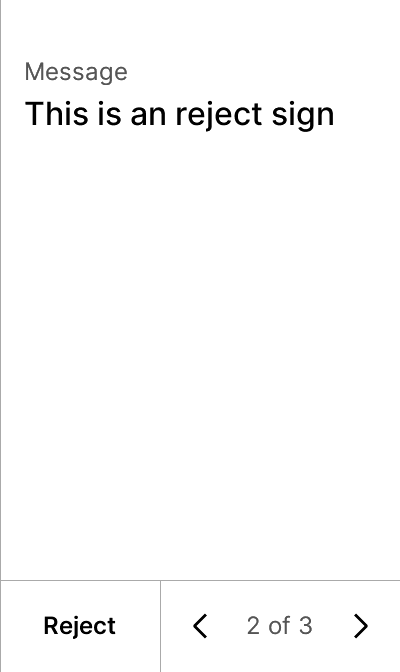 Message
This is an reject sign
Reject
2 of 3